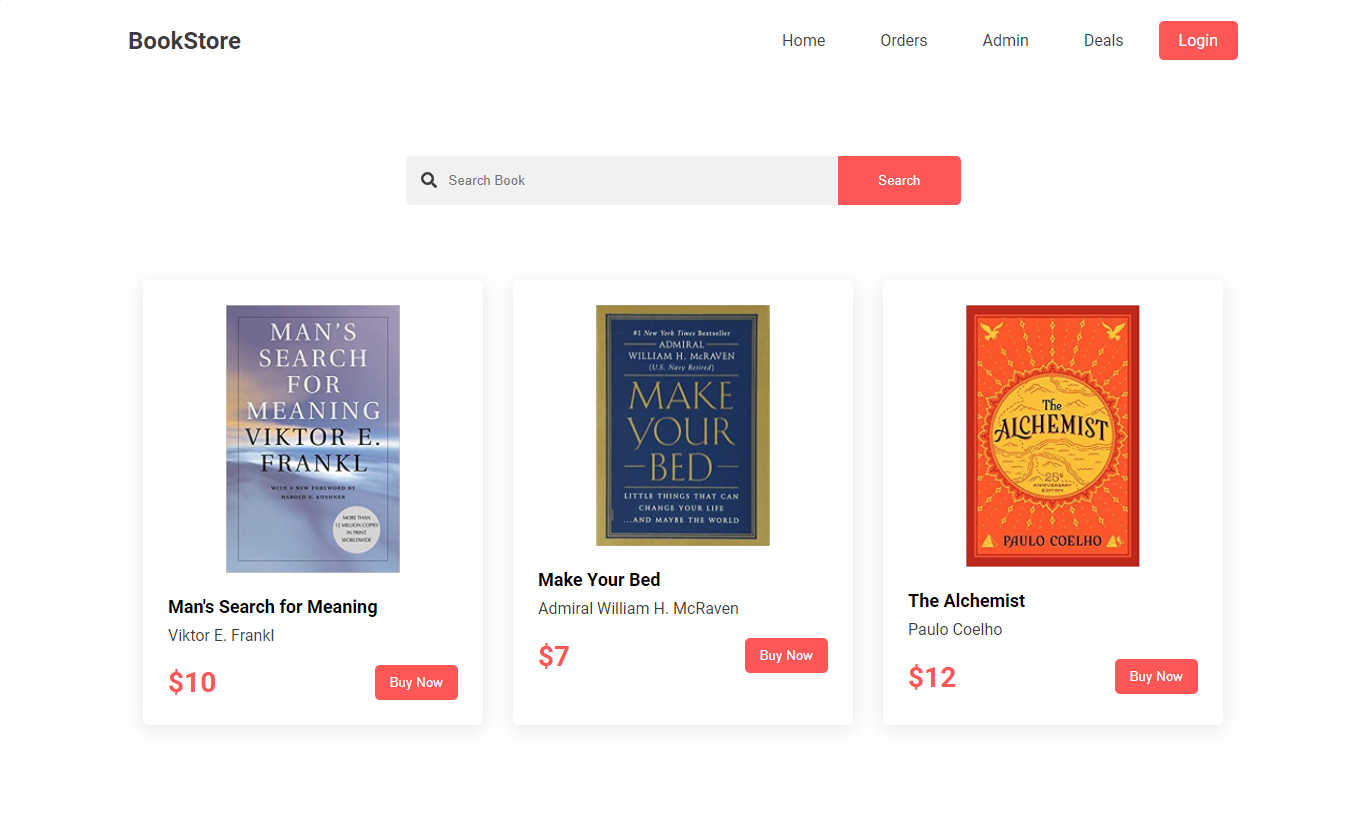 BookStore
Home
Orders
Admin
Deals
Login
Search Book
Search
MAN'S
SEARCH
FOR
MEANING
VIKTOR E.
FRANKL
WITH A NEW FOREWORD BY
HAROLD S. KUSHNER
MORE THAN
12 MILLION COPIES
IN PRINT
WORLDWIDE
Man's Search for Meaning
Viktor E. Frankl
$10
Buy Now
#1 New York Times Bestseller
ADMIRAL
WILLIAM H. McRAVEN
(U.S. Navy Retired)
MAKE
YOUR
BED
LITTLE THINGS THAT CAN
CHANGE YOUR LIFE
...AND MAYBE THE WORLD
Make Your Bed
Admiral William H. McRaven
$7
Buy Now
The
ALCHEMIST
25th
ANNIVERSARY
EDITION
PAULO COELHO
The Alchemist
Paulo Coelho
$12
Buy Now